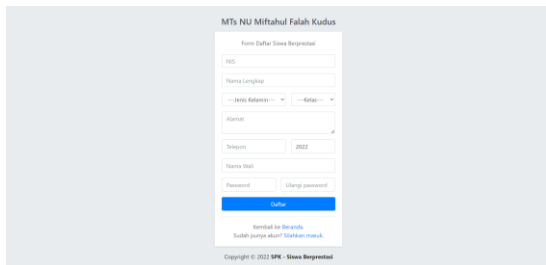 MTs NU Miftahul Falah Kudus
Form Daftar Siswa Berprestasi
NIS
Nama Lengkap
---Jenis Kelamin--- ---Kelas---
Alamat
Telepon 2022
Nama Wali
Password Ulangi password
Daftar
Kembali ke Beranda.
Sudah punya akun? Silahkan masuk.
Copyright © 2022 SPK - Siswa Berprestasi